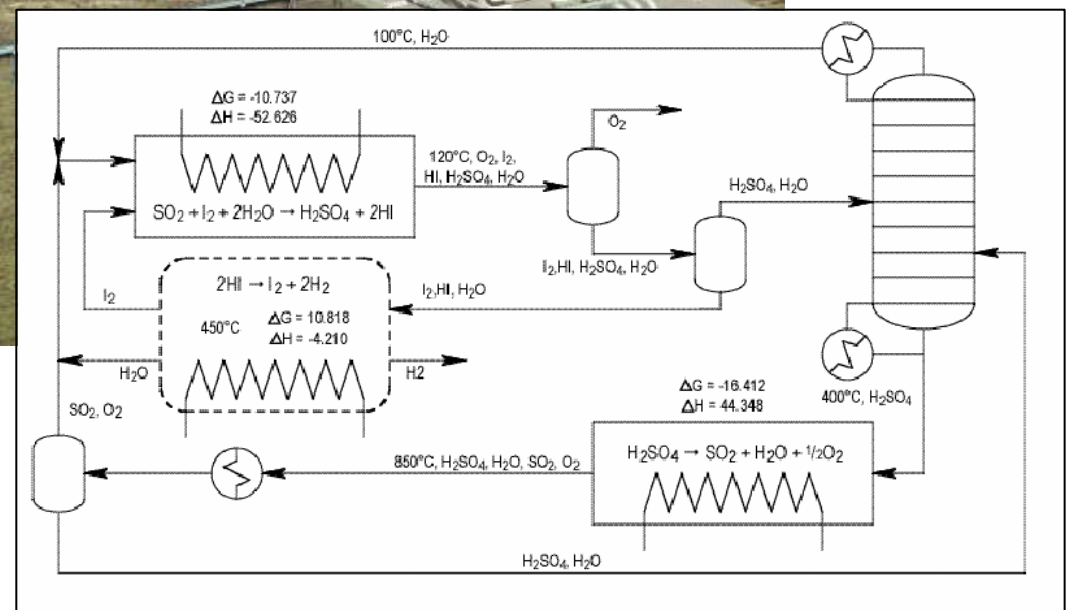 100°C, H₂O
ΔG = -10.737
ΔH = -52.626
SO₂ + I₂ + 2H₂O → H₂SO₄ + 2HI
120°C, O₂, I₂,
HI, H₂SO₄, H₂O
O₂
H₂SO₄, H₂O
I₂,HI, H₂SO₄, H₂O
I₂
2HI → I₂ + 2H₂
450°C
ΔG = 10.818
ΔH = -4.210
I₂,HI, H₂O
H₂O
H2
SO₂, O₂
400°C, H₂SO₄
ΔG = -16.412
ΔH = 44.348
H₂SO₄ → SO₂ + H₂O + 1/2O₂
850°C, H₂SO₄, H₂O, SO₂, O₂
H₂SO₄, H₂O